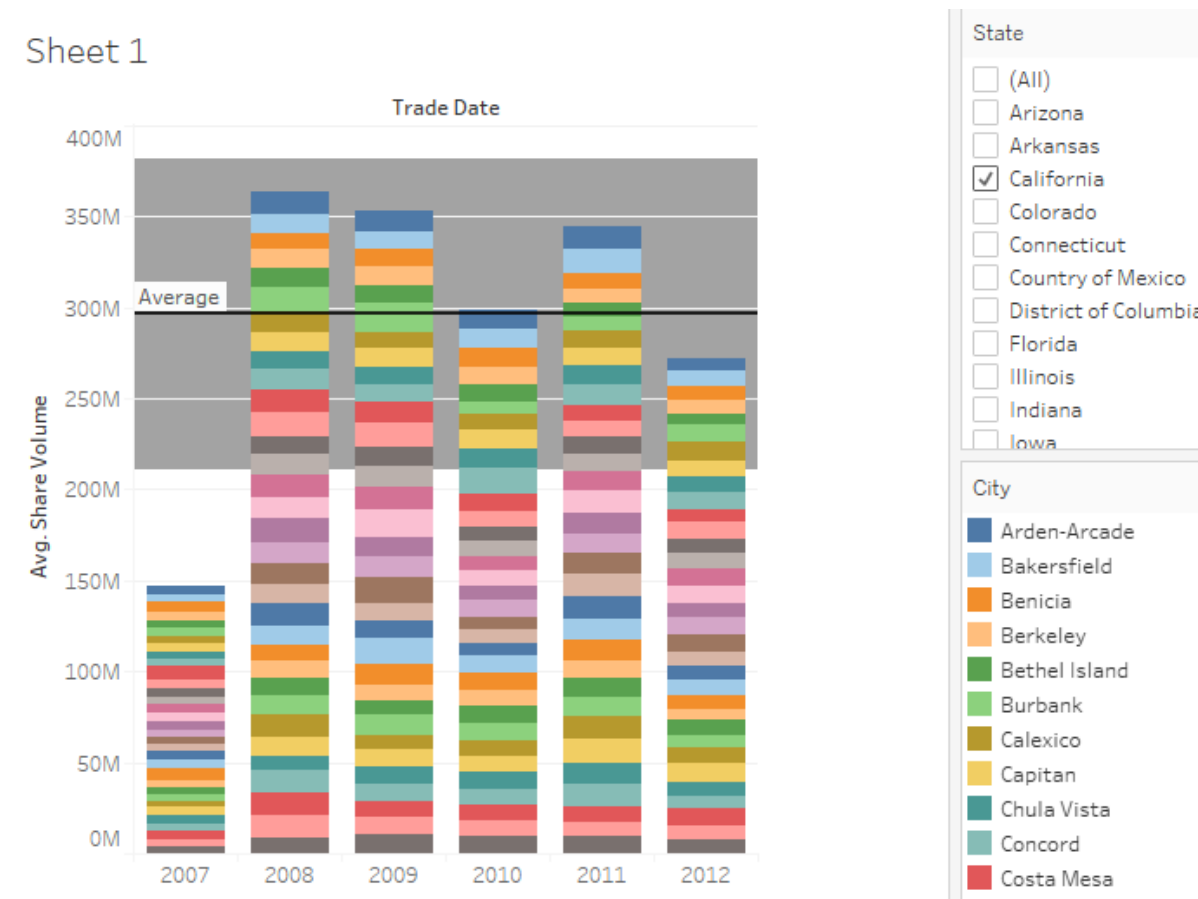 Sheet 1
Trade Date
400M
350M
Average
300M
250M
200M
150M
100M
50M
0M
Avg. Share Volume
2007 2008 2009 2010 2011 2012
State
(All)
Arizona
Arkansas
California
Colorado
Connecticut
Country of Mexico
District of Columbia
Florida
Illinois
Indiana
Iowa
City
Arden-Arcade
Bakersfield
Benicia
Berkeley
Bethel Island
Burbank
Calexico
Capitan
Chula Vista
Concord
Costa Mesa